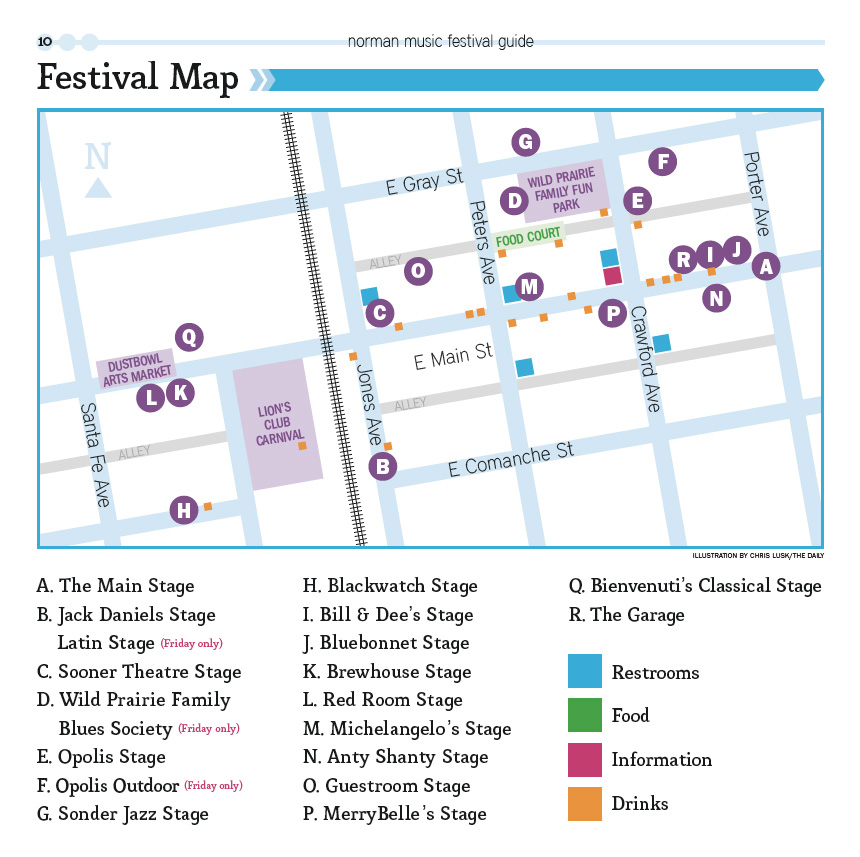 10
norman music festival guide
Festival Map
N
E Gray St
G
F
Porter Ave
WILD PRAIRIE
FAMILY FUN
PARK
D
E
Peters Ave
FOOD COURT
ALLEY
O
R
I
J
A
M
N
C
P
Crawford Ave
Q
E Main St
DUSTBOWL
ARTS MARKET
L
K
Jones Ave
LION'S
CLUB
CARNIVAL
ALLEY
Santa Fe Ave
ALLEY
B
E Comanche St
H
ILLUSTRATION BY CHRIS LUSK/THE DAILY
A. The Main Stage
B. Jack Daniels Stage
Latin Stage (Friday only)
C. Sooner Theatre Stage
D. Wild Prairie Family
Blues Society (Friday only)
E. Opolis Stage
F. Opolis Outdoor (Friday only)
G. Sonder Jazz Stage
H. Blackwatch Stage
I. Bill & Dee's Stage
J. Bluebonnet Stage
K. Brewhouse Stage
L. Red Room Stage
M. Michelangelo's Stage
N. Anty Shanty Stage
O. Guestroom Stage
P. MerryBelle's Stage
Q. Bienvenuti's Classical Stage
R. The Garage
Restrooms
Food
Information
Drinks